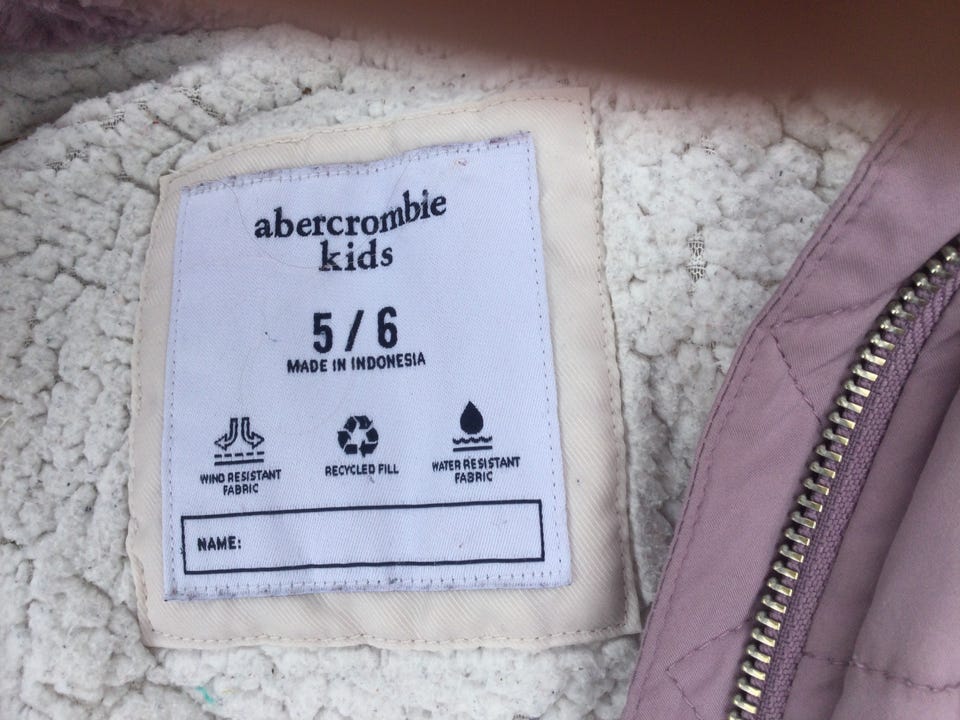 abercrombie
kids
5 / 6
MADE IN INDONESIA
WIND RESISTANT
FABRIC
RECYCLED FILL
WATER RESISTANT
FABRIC
NAME: